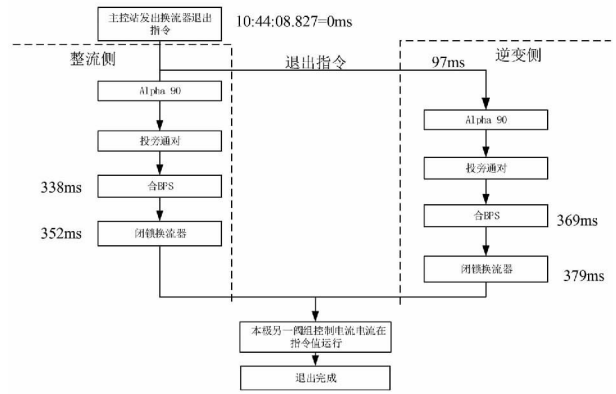 主控站发出换流器退出
指令
10:44:08.827=0ms
整流侧
退出指令
97ms
逆变侧
Alpha 90
投旁通对
338ms
合BPS
352ms
闭锁换流器
Alpha 90
投旁通对
合BPS
369ms
闭锁换流器
379ms
本极另一阀组控制电流电流在
指令值运行
退出完成